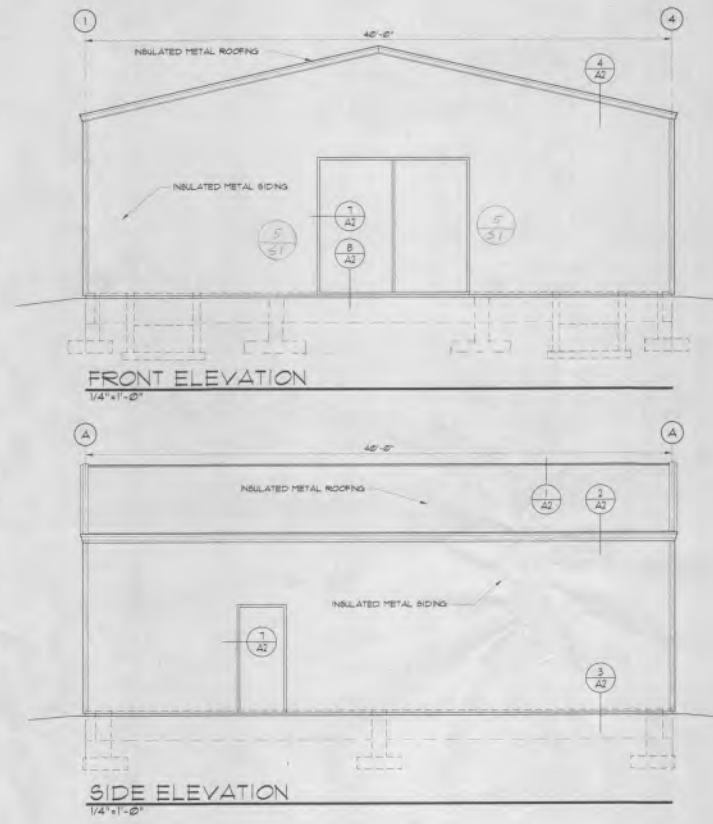 1
4
40'-0"
INSULATED METAL ROOFING
4
A2
INSULATED METAL SIDING
7
A2
5
S1
5
S1
8
A2
FRONT ELEVATION
1/4"=1'-0"
A
A
40'-0"
INSULATED METAL ROOFING
1
A2
2
A2
INSULATED METAL SIDING
7
A2
3
A2
SIDE ELEVATION
1/4"=1'-0"